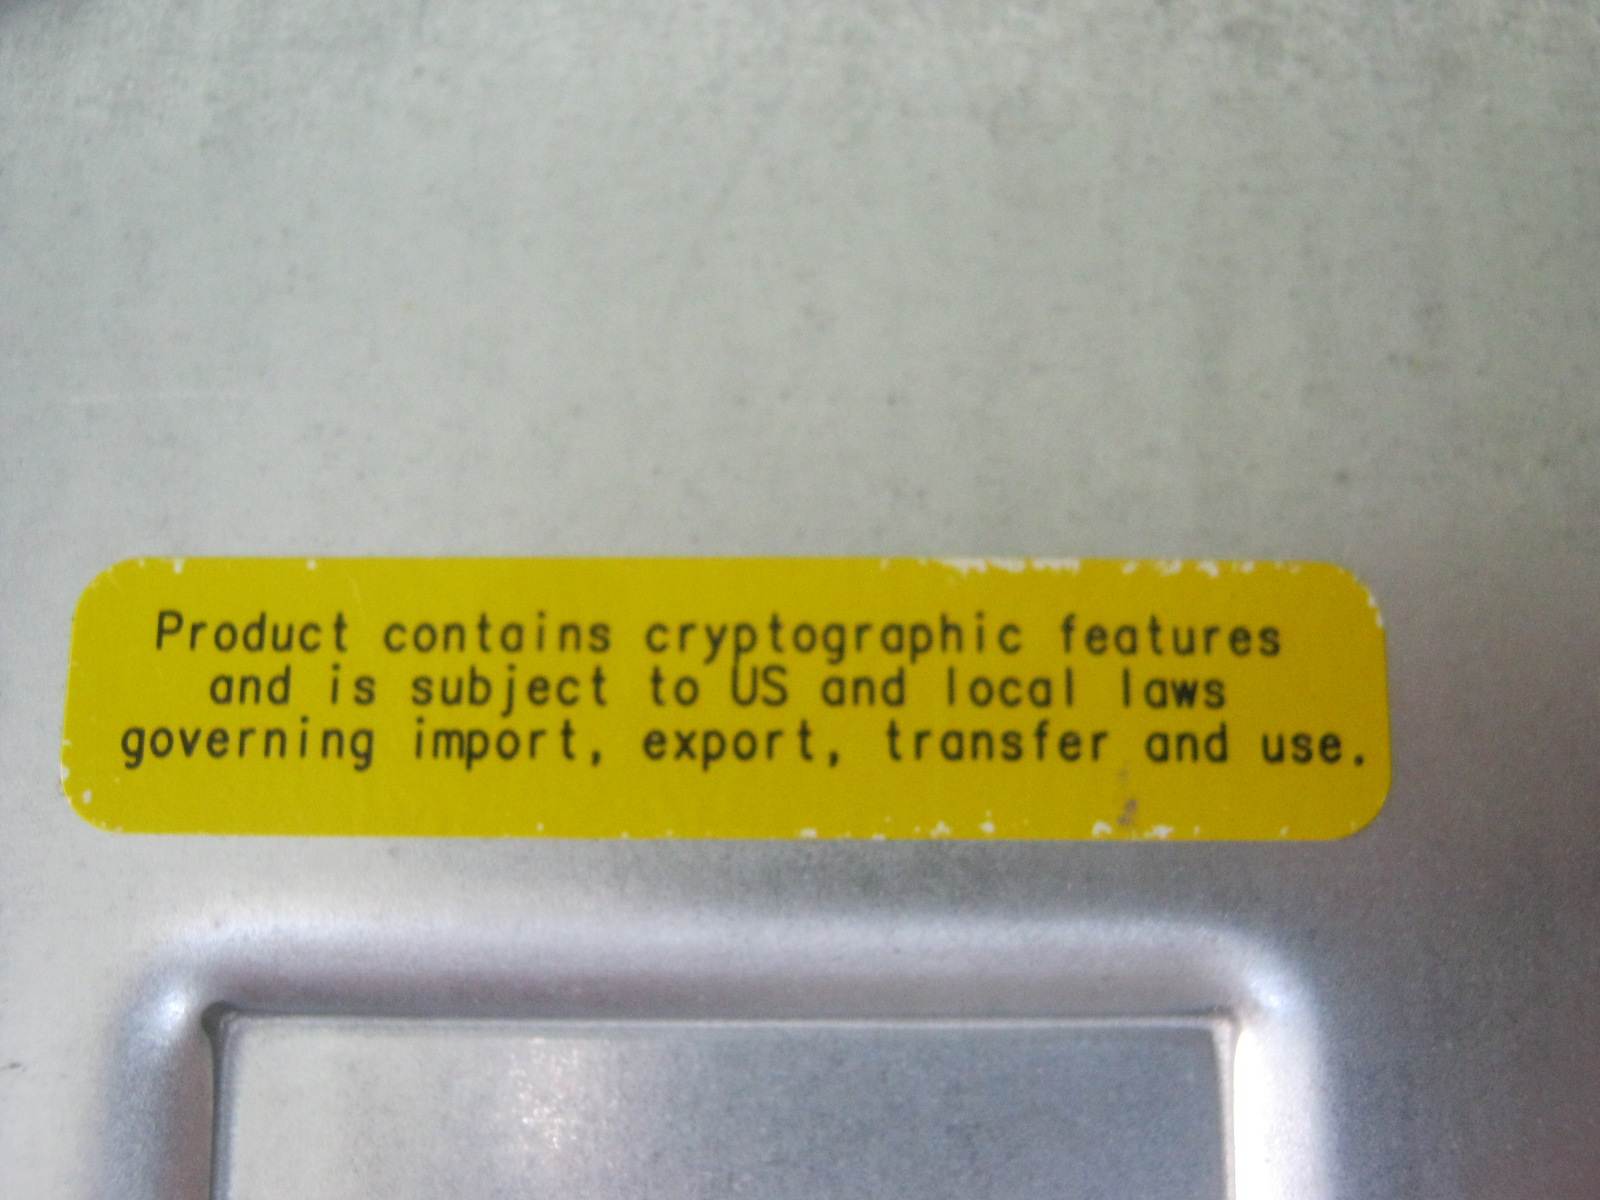 Product contains cryptographic features
and is subject to US and local laws
governing import, export, transfer and use.